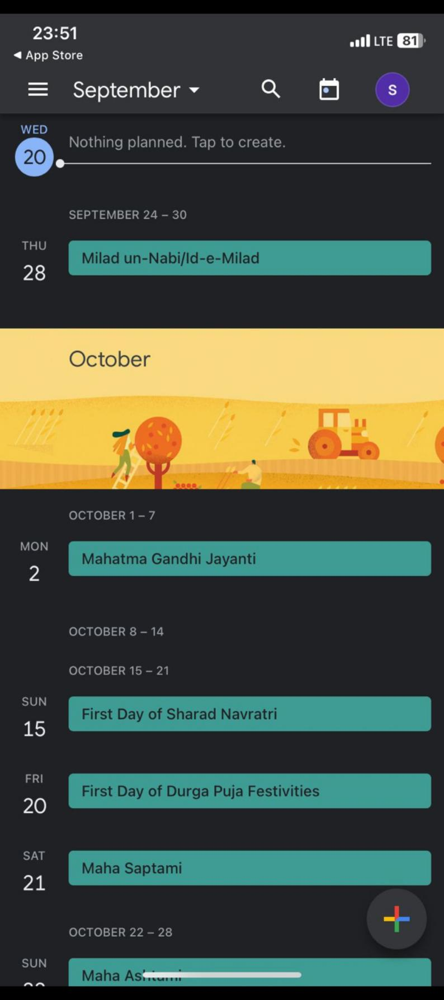 23:51
LTE 81
App Store
September
S
WED
20
Nothing planned. Tap to create.
SEPTEMBER 24 – 30
THU
28
Milad un-Nabi/Id-e-Milad
October
OCTOBER 1 – 7
MON
2
Mahatma Gandhi Jayanti
OCTOBER 8 – 14
OCTOBER 15 – 21
SUN
15
First Day of Sharad Navratri
FRI
20
First Day of Durga Puja Festivities
SAT
21
Maha Saptami
OCTOBER 22 – 28
SUN
Maha Ashtami